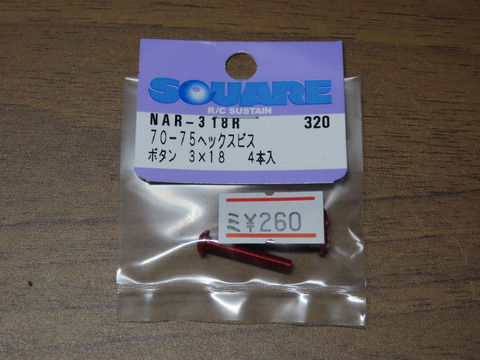 SQUARE
R/C SUSTAIN
NAR-318R 320
70-75ヘックスビス
ボタン 3×18 4本入
ミ¥260